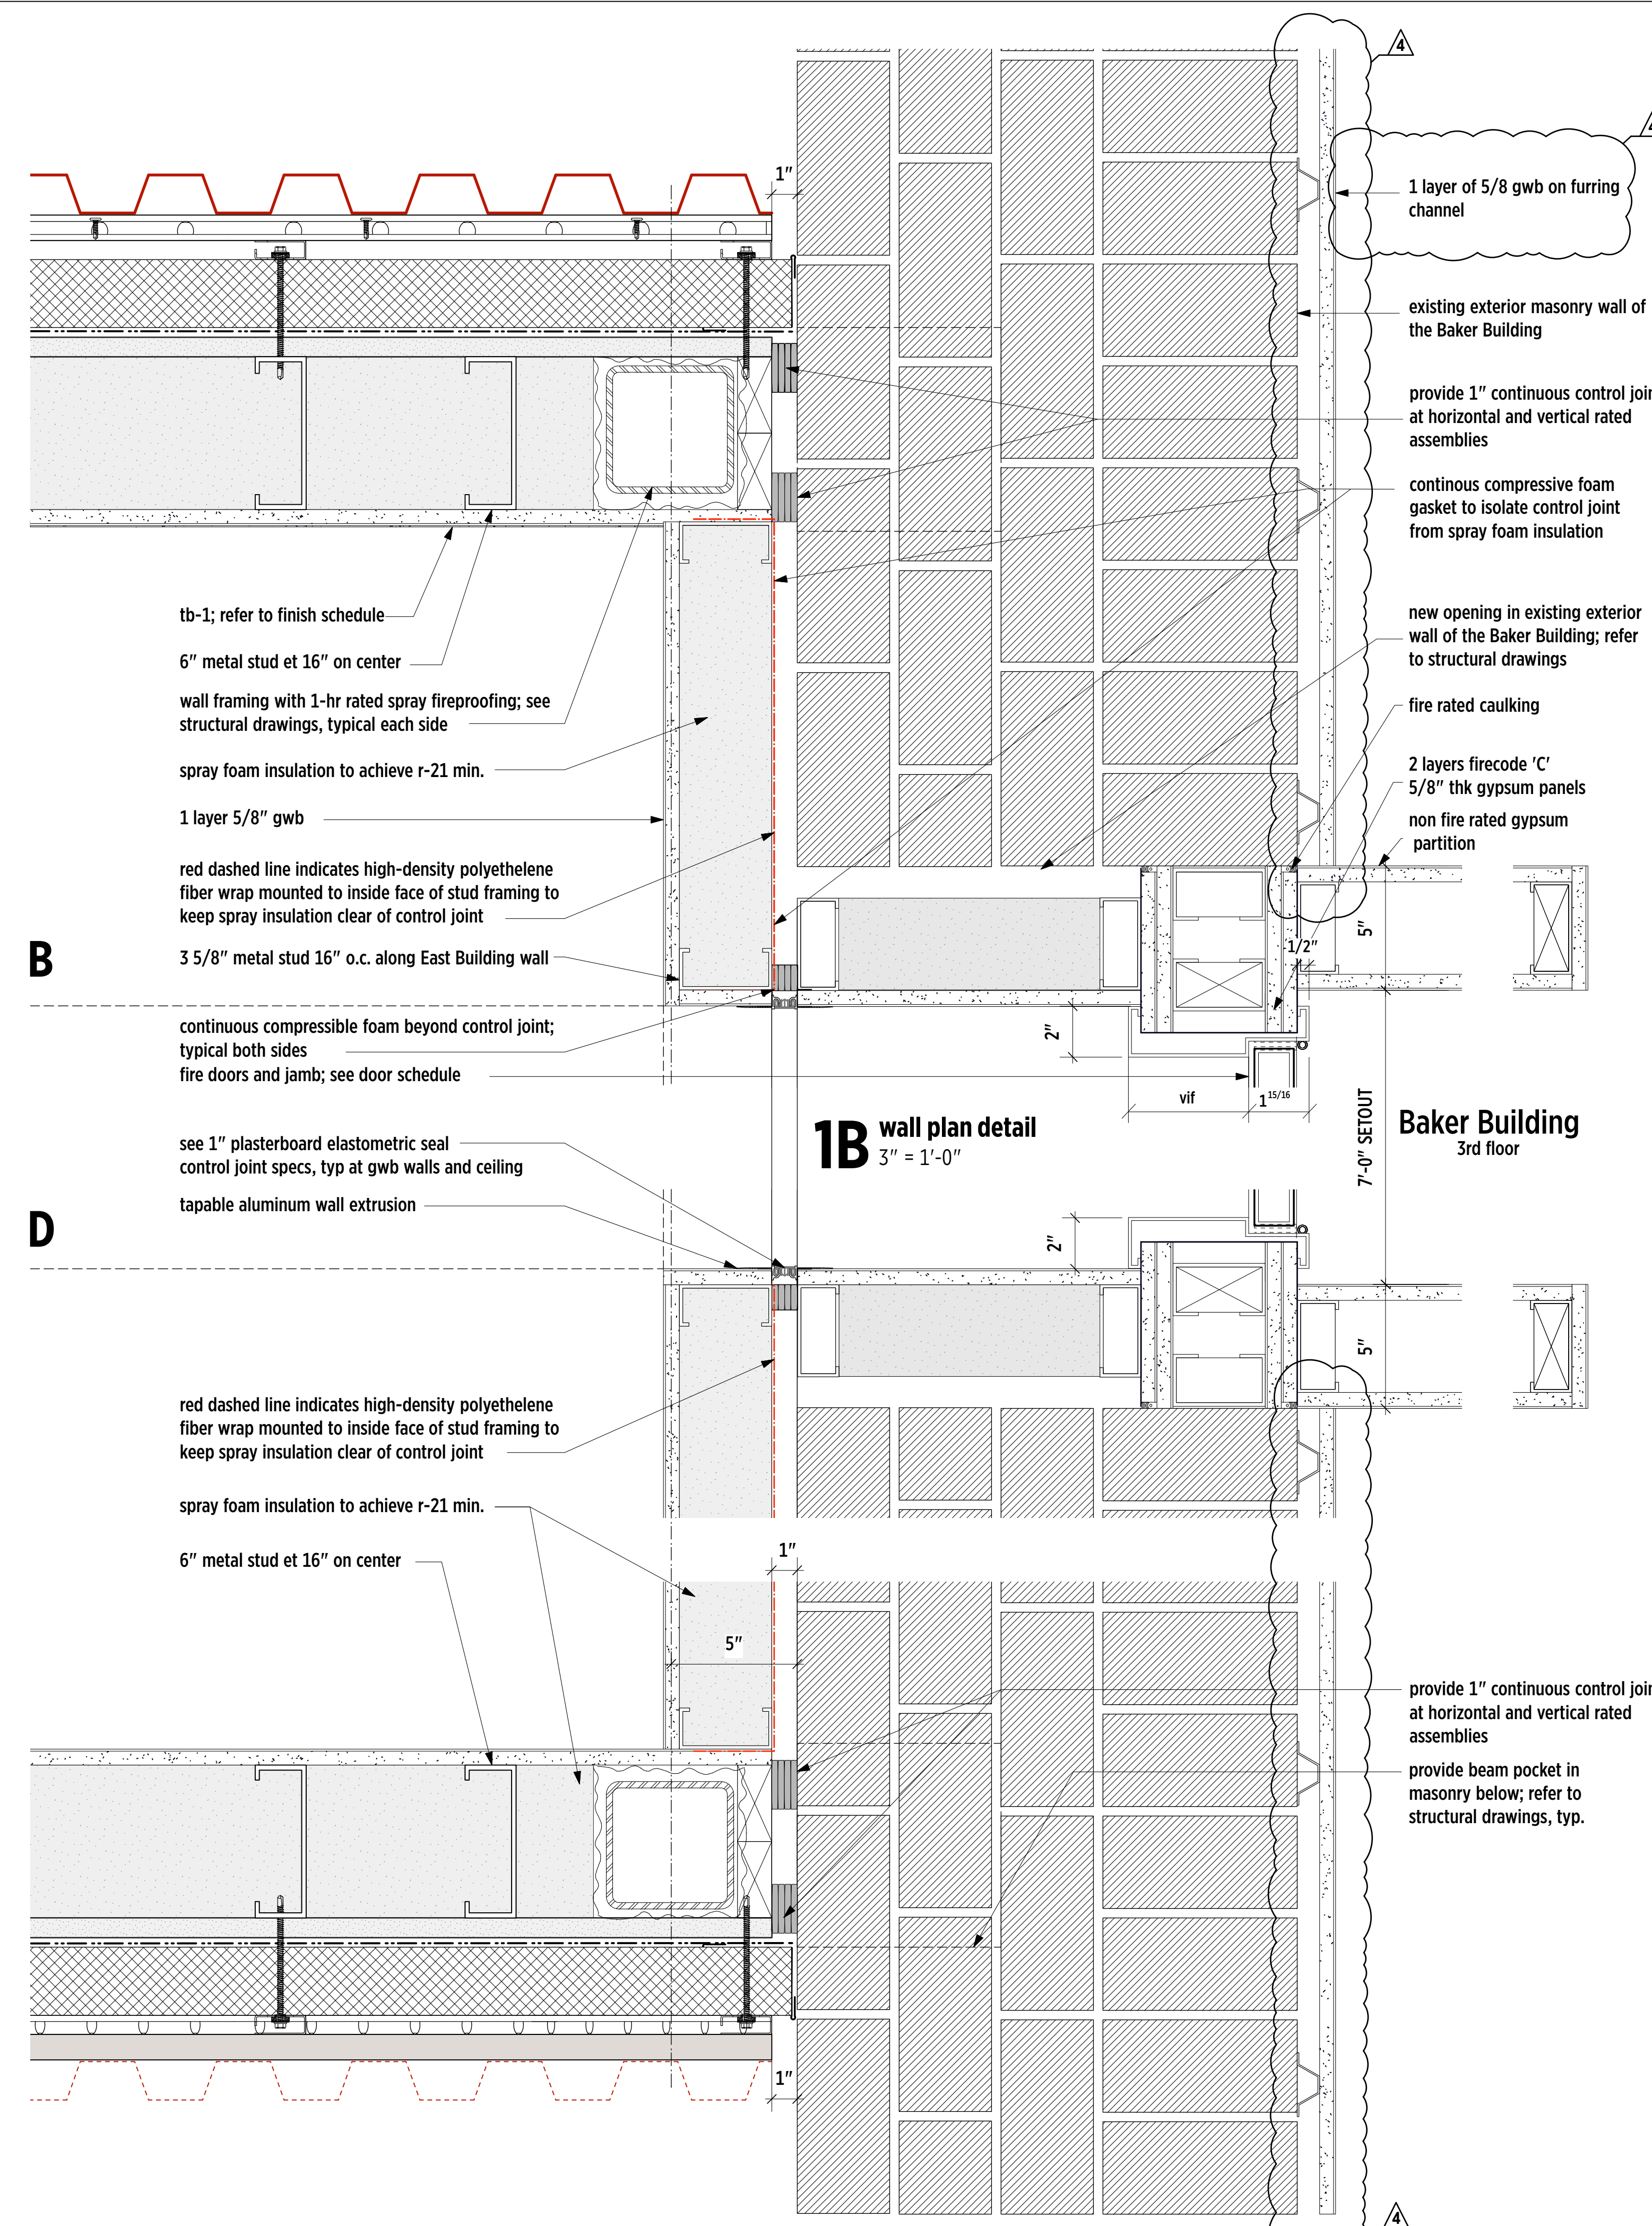 4
1"
4
1 layer of 5/8 gwb on furring
channel
existing exterior masonry wall of
the Baker Building
provide 1" continuous control
at horizontal and vertical rated
assemblies
continous compressive foam
gasket to isolate control joint
from spray foam insulation
tb-1; refer to finish schedule
6" metal stud et 16" on center
wall framing with 1-hr rated spray fireproofing; see
structural drawings, typical each side
spray foam insulation to achieve r-21 min.
1 layer 5/8" gwb
red dashed line indicates high-density polyethelene
fiber wrap mounted to inside face of stud framing to
keep spray insulation clear of control joint
3 5/8" metal stud 16" o.c. along East Building wall
new opening in existing exterior
wall of the Baker Building; refer
to structural drawings
fire rated caulking
2 layers firecode 'C'
5/8" thk gypsum panels
non fire rated gypsum
partition
5"
1/2"
B
continuous compressible foam beyond control joint;
typical both sides
fire doors and jamb; see door schedule
2"
vif
1 15/16
see 1" plasterboard elastometric seal
control joint specs, typ at gwb walls and ceiling
tapable aluminum wall extrusion
1B wall plan detail
3" = 1'-0"
7'-0" SETOUT
Baker Building
3rd floor
D
2"
5"
red dashed line indicates high-density polyethelene
fiber wrap mounted to inside face of stud framing to
keep spray insulation clear of control joint
spray foam insulation to achieve r-21 min.
6" metal stud et 16" on center
1"
5"
provide 1" continuous control
at horizontal and vertical rated
assemblies
provide beam pocket in
masonry below; refer to
structural drawings, typ.
1"
4